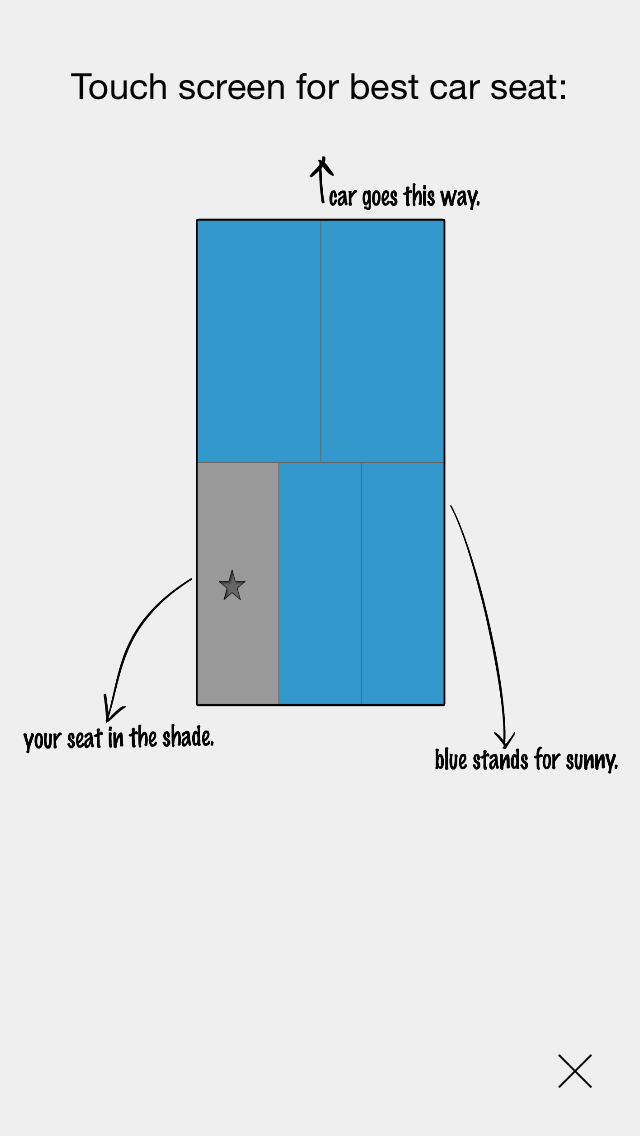 Touch screen for best car seat:
car goes this way.
your seat in the shade.
blue stands for sunny.